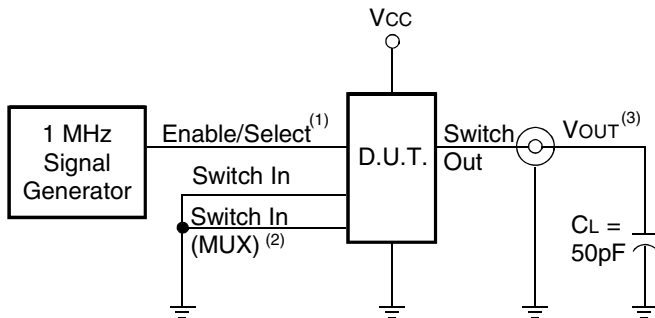 VCC
1 MHz
Signal
Generator
Enable/Select(1)
Switch In
Switch In
(MUX) (2)
D.U.T.
Switch
Out
VOUT(3)
CL =
50pF